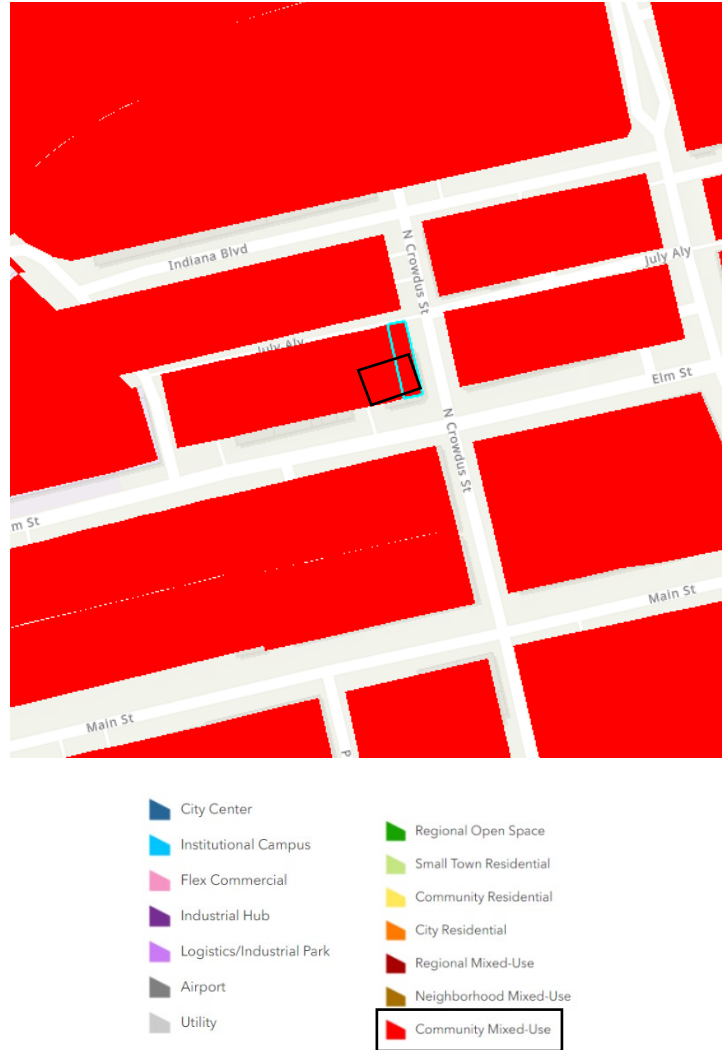 Indiana Blvd
N Crowdus St
July Aly
July Aly
Elm St
N Crowdus St
m St
Main St
Main St
P
City Center
Institutional Campus
Flex Commercial
Industrial Hub
Logistics/Industrial Park
Airport
Utility
Regional Open Space
Small Town Residential
Community Residential
City Residential
Regional Mixed-Use
Neighborhood Mixed-Use
Community Mixed-Use